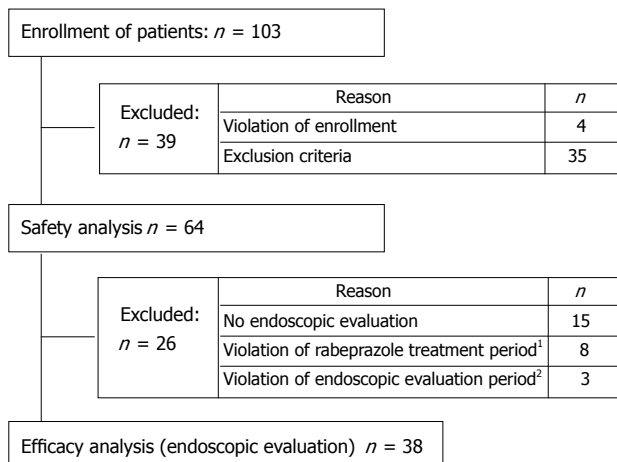 Enrollment of patients: n = 103
Excluded:
n = 39
Reason n
Violation of enrollment 4
Exclusion criteria 35
Safety analysis n = 64
Excluded:
n = 26
Reason n
No endoscopic evaluation 15
Violation of rabeprazole treatment period¹ 8
Violation of endoscopic evaluation period² 3
Efficacy analysis (endoscopic evaluation) n = 38